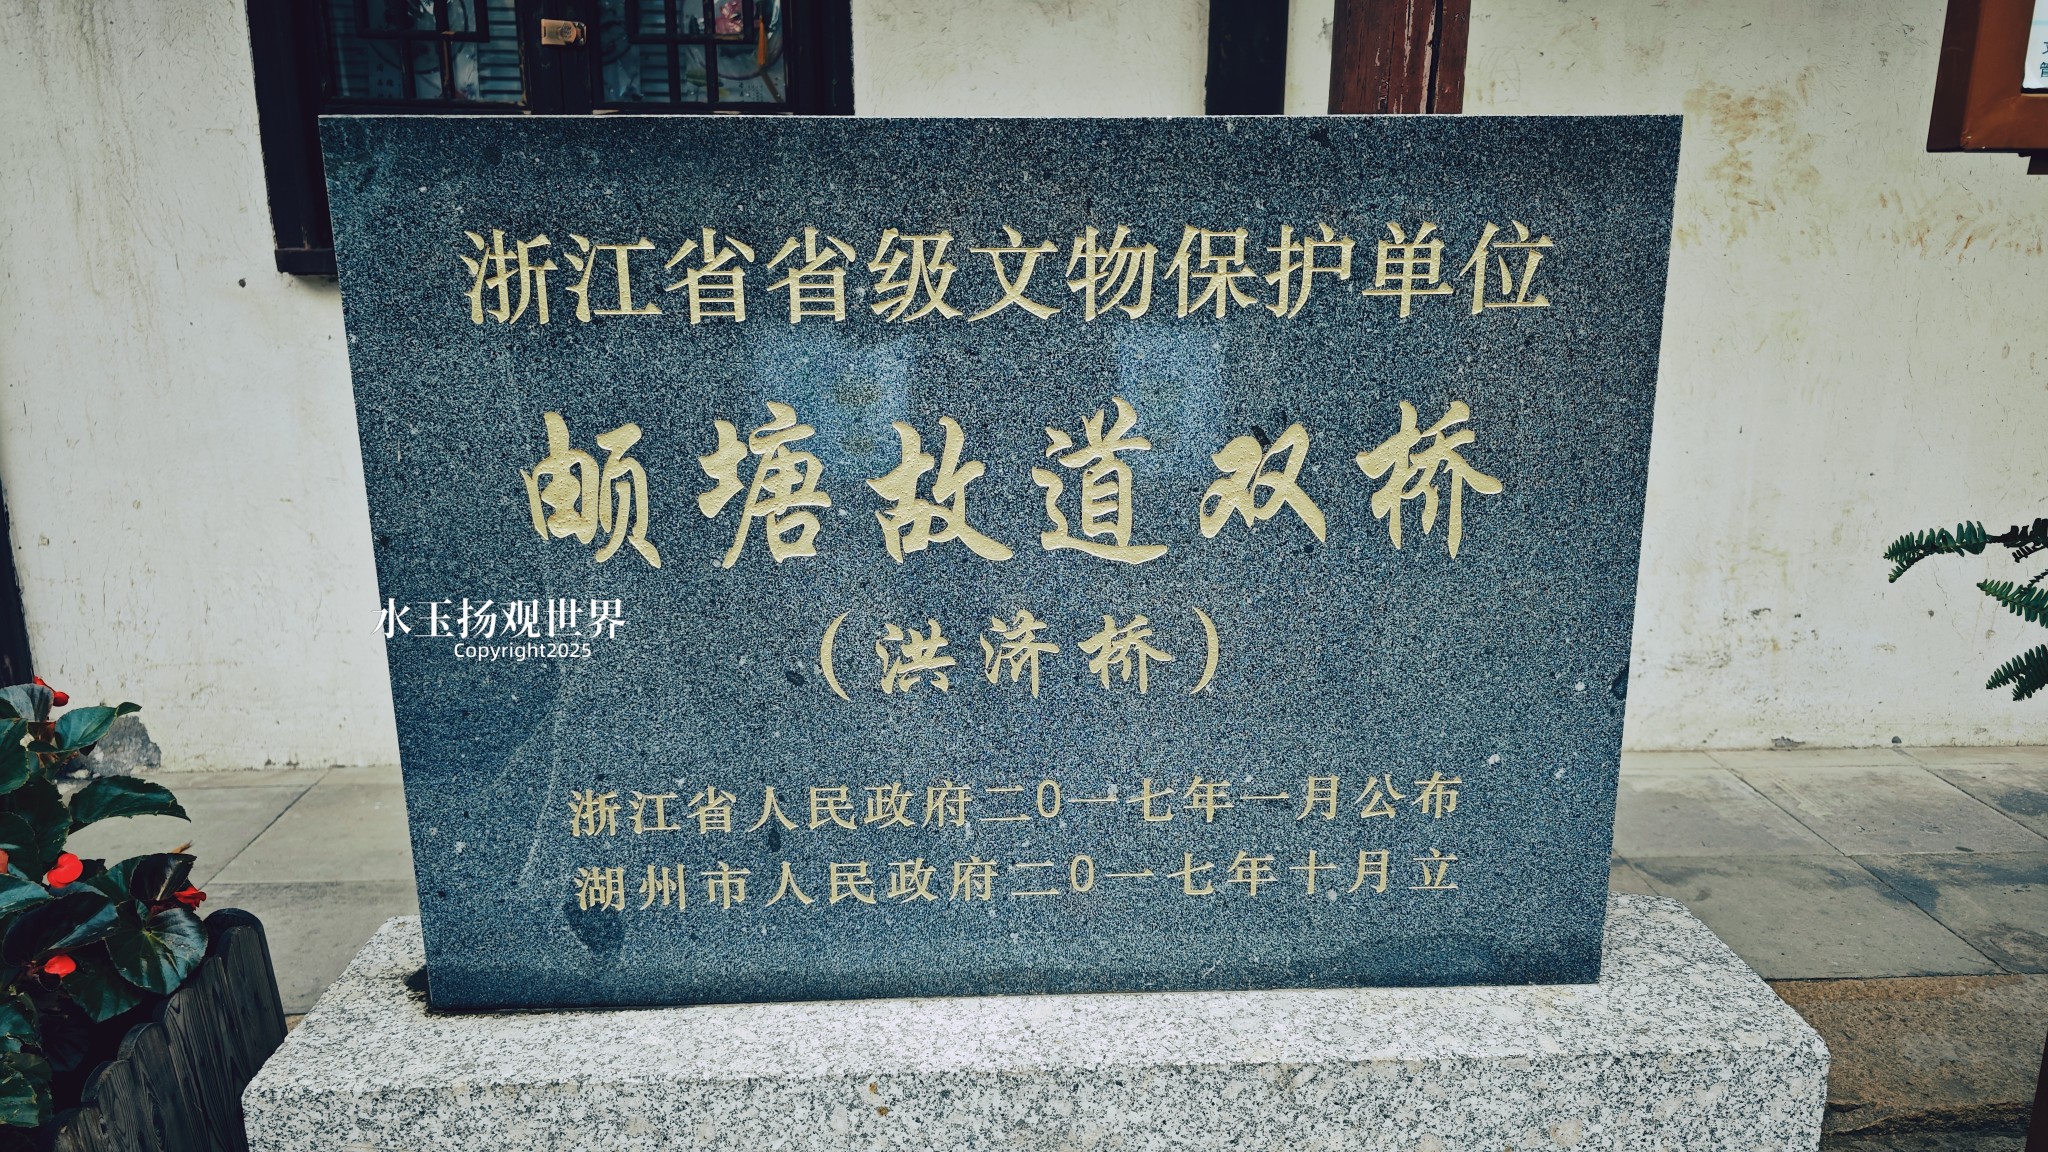 浙江省省级文物保护单位
頔塘故道双桥
（洪济桥）
浙江省人民政府二0一七年一月公布
湖州市人民政府二0一七年十月立
水玉扬观世界
Copyright2025